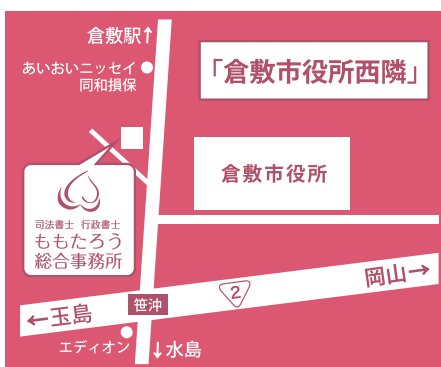 倉敷駅↑
「倉敷市役所西隣」
あいおいニッセイ
同和損保
倉敷市役所
司法書士 行政書士
ももたろう
総合事務所
岡山→
2
笹沖
←玉島
エディオン
↓水島